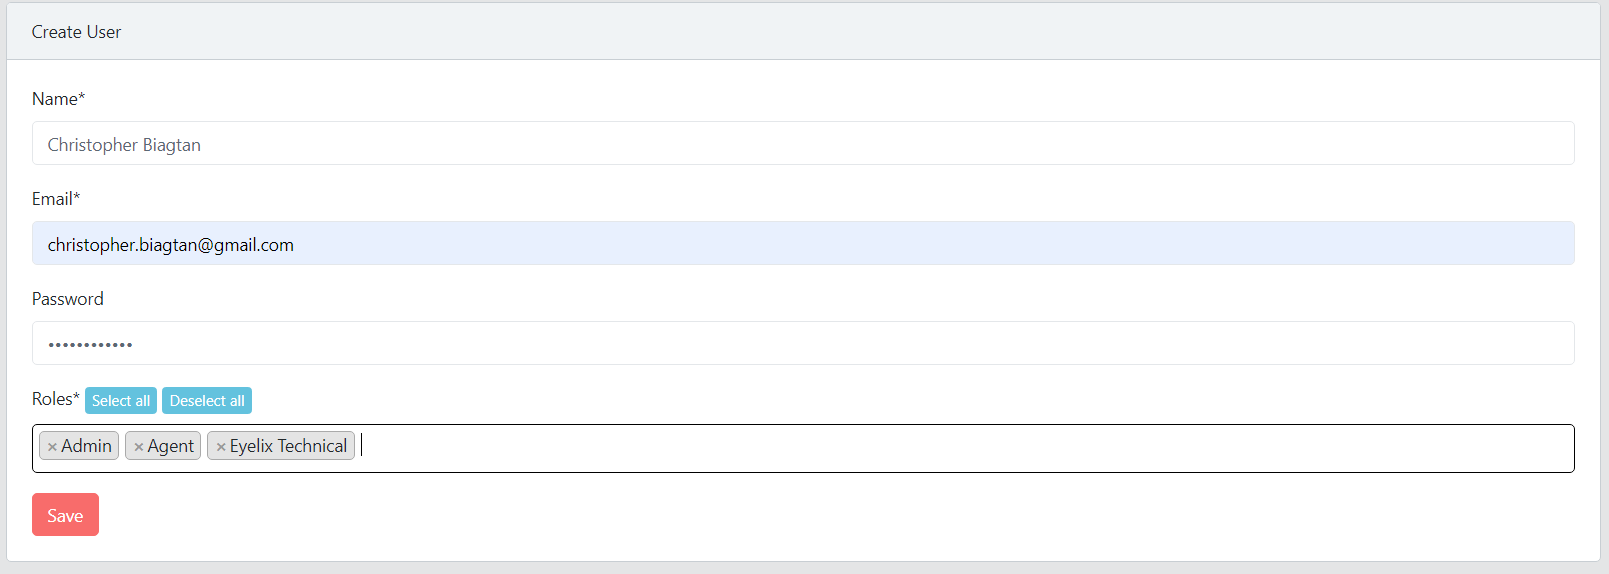 Create User
Name*
Christopher Biagtan
Email*
christopher.biagtan@gmail.com
Password
••••••••••••
Roles* Select all Deselect all
×Admin ×Agent ×Eyelix Technical
Save